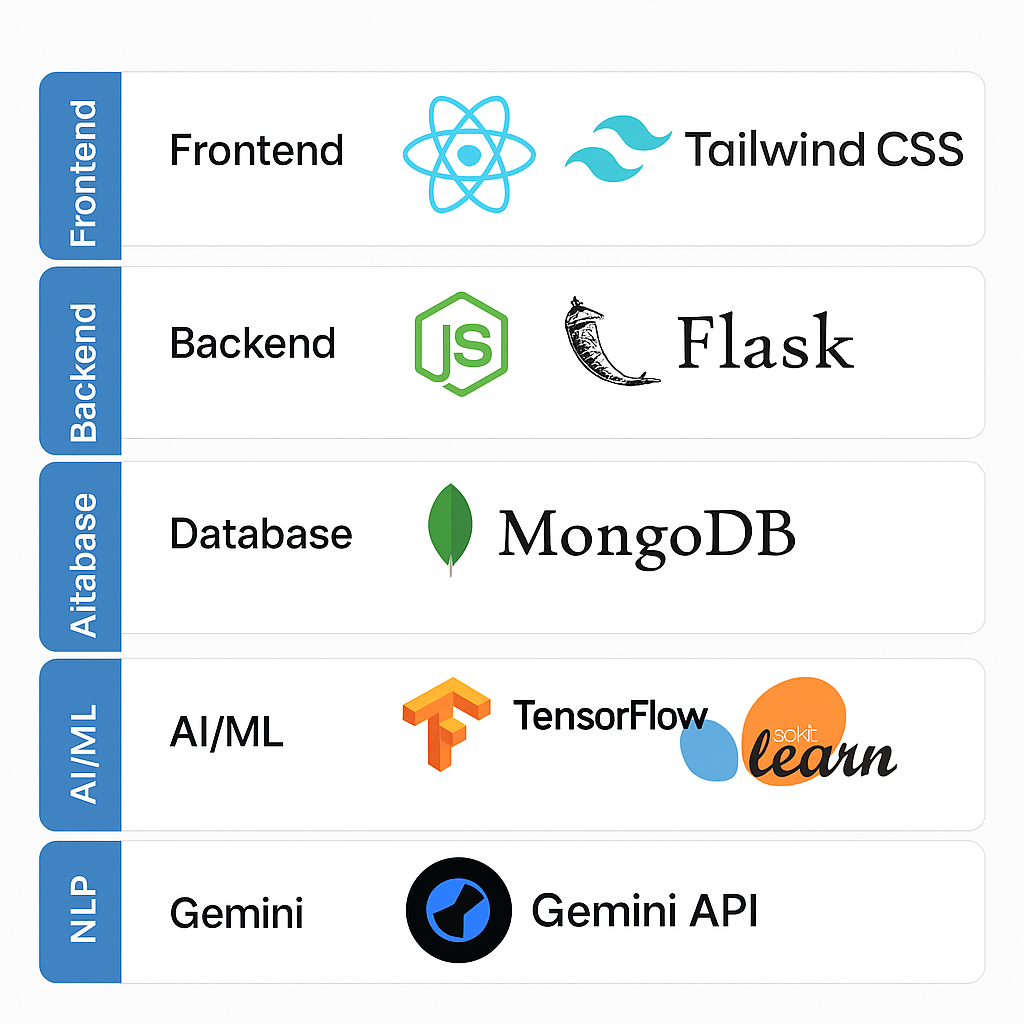 Frontend
Frontend
Tailwind CSS
Backend
Backend
JS
Flask
Aitabase
Database
MongoDB
AI/ML
AI/ML
TensorFlow
sokit
learn
NLP
Gemini
Gemini API